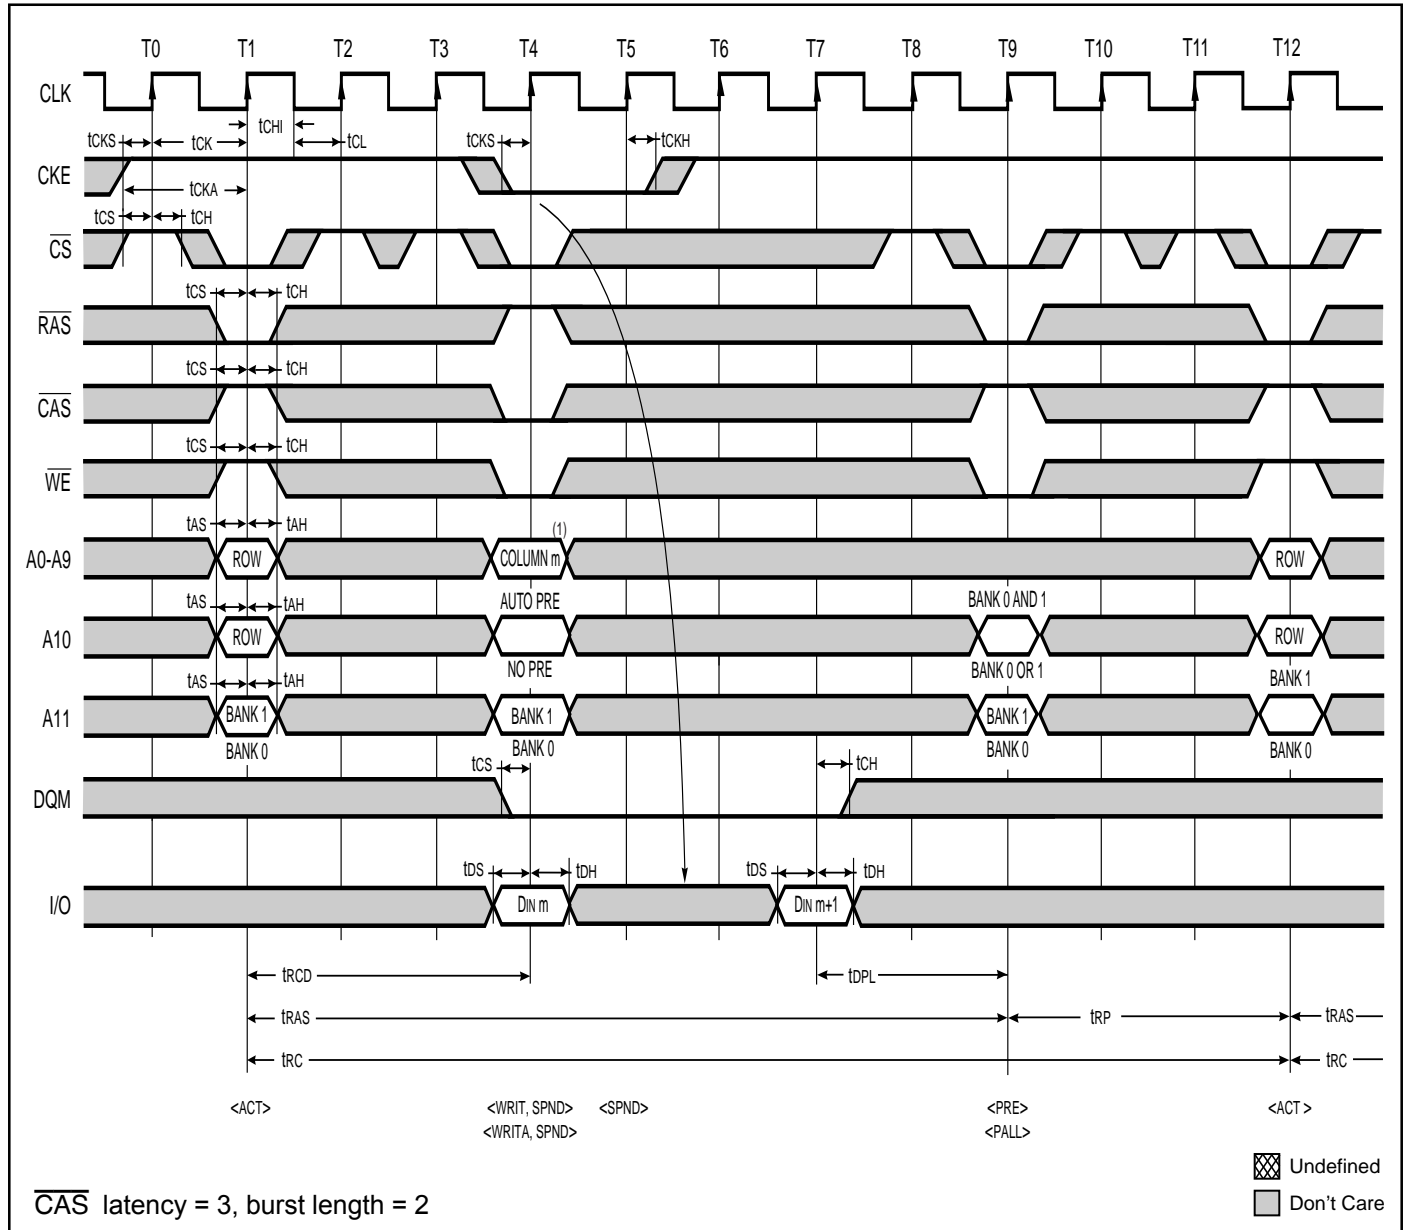 T0 T1 T2 T3 T4 T5 T6 T7 T8 T9 T10 T11 T12
CLK
tCHI
tCKS tCK tCL tCKS tCKH
CKE
tCKA
tCS tCH
CS
tCS tCH
RAS
tCS tCH
CAS
tCS tCH
WE
tAS tAH (1)
A0-A9 ROW COLUMN m ROW
tAS tAH AUTO PRE BANK 0 AND 1
A10 ROW ROW
NO PRE BANK 0 OR 1 BANK 1
tAS tAH
A11 BANK 1 BANK 1 BANK 1
BANK 0 BANK 0 BANK 0 BANK 0
tCS tCH
DQM
tDS tDH tDS tDH
I/O DIN m DIN m+1
tRCD tDPL
tRAS tRP tRAS
tRC tRC
<ACT> <WRIT, SPND> <SPND> <PRE> <ACT >
<WRITA, SPND> <PALL>
Undefined
CAS latency = 3, burst length = 2 Don't Care